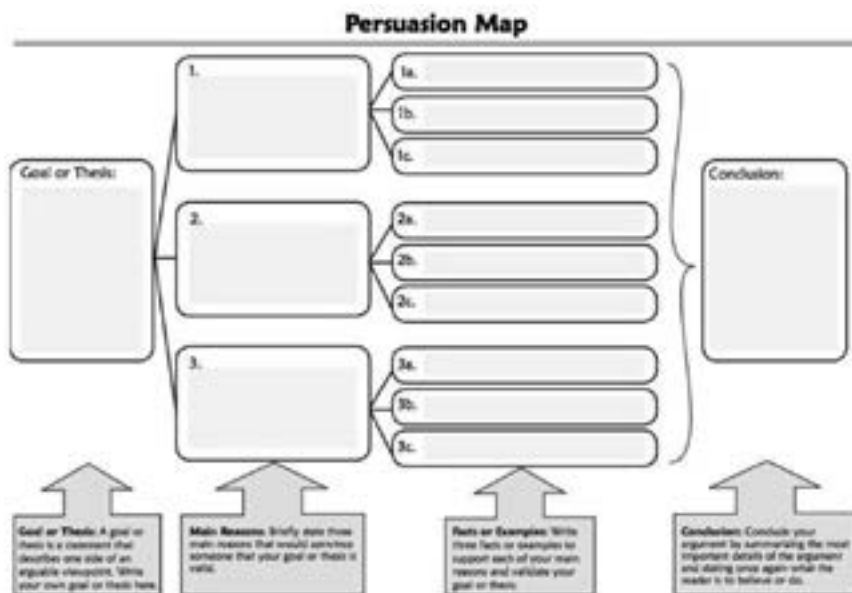 Persuasion Map
Goal or Thesis:
1.
1a.
1b.
1c.
2.
2a.
2b.
2c.
3.
3a.
3b.
3c.
Conclusion:
Goal or Thesis: A goal or
thesis is a comment that
describes one side of an
arguable viewpoint. Write
your own goal or thesis here.
Main Reasons: Briefly state three
main reasons that would convince
someone that your goal or thesis is
valid.
Facts or Examples: Write
three facts or examples to
support each of your main
reasons and validate your
goal or thesis.
Conclusion: Conclude your
argument by summarizing the most
important details of the argument
and stating once again what the
reader is to believe or do.